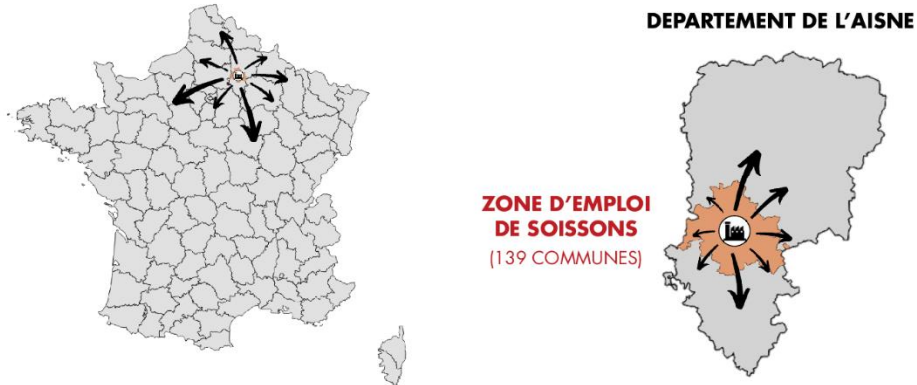 DEPARTEMENT DE L'AISNE
ZONE D'EMPLOI
DE SOISSONS
(139 COMMUNES)